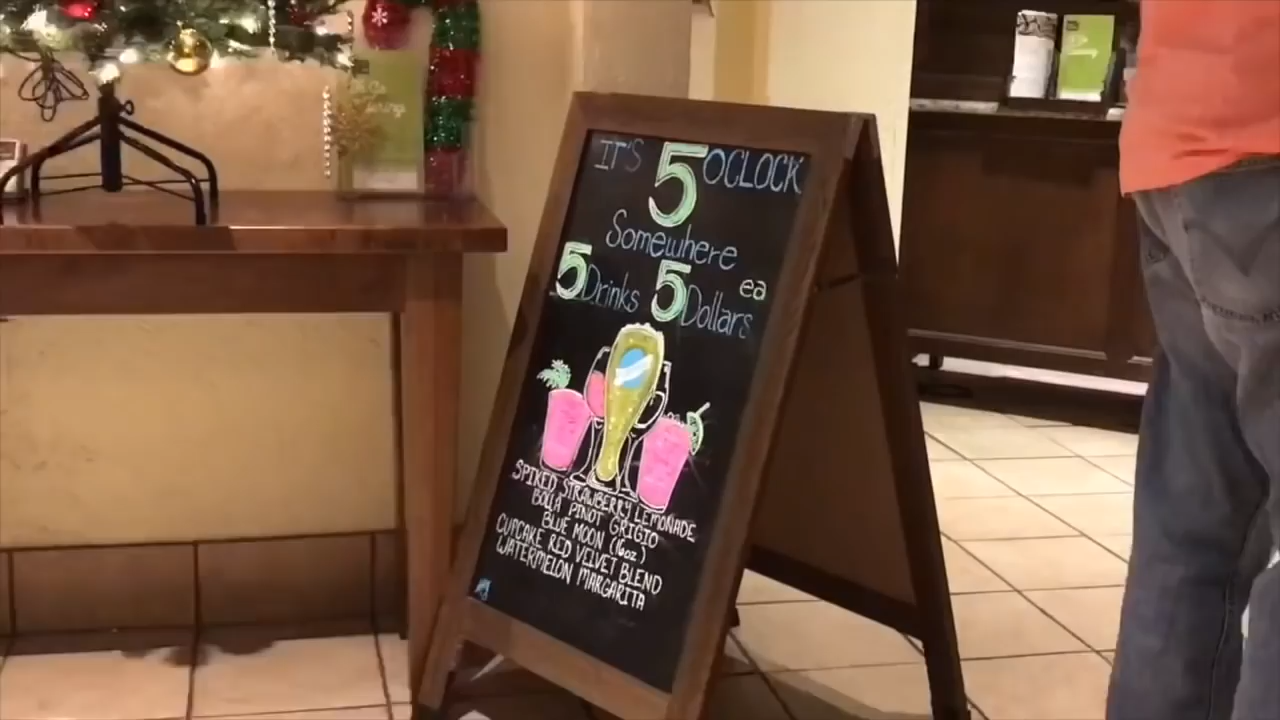 IT'S 5 O'CLOCK
Somewhere
5 Drinks 5 Dollars ea
SPIKED STRAWBERRY LEMONADE
BOLLA PINOT GRIGIO
BLUE MOON (16oz)
CUPCAKE RED VELVET BLEND
WATERMELON MARGARITA